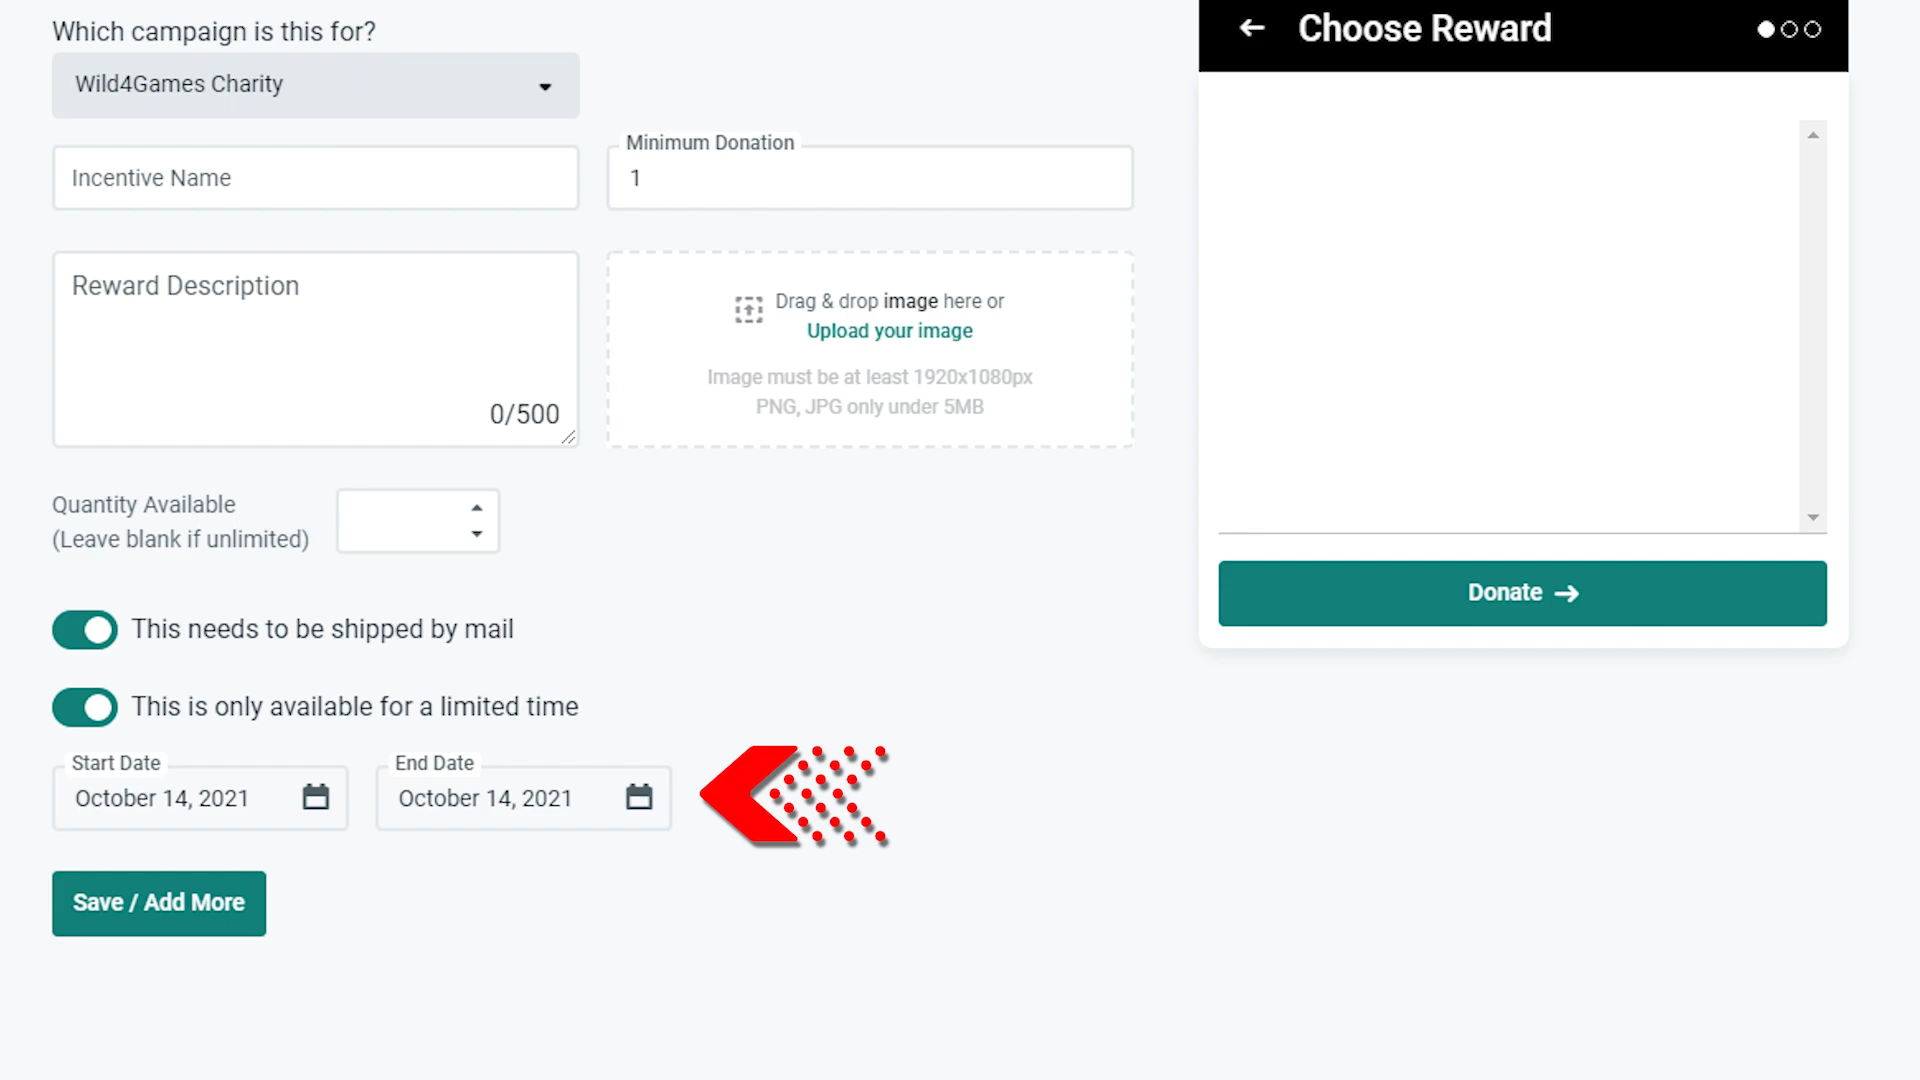 Which campaign is this for?
Wild4Games Charity
Incentive Name
Minimum Donation
1
Reward Description
0/500
Drag & drop image here or
Upload your image
Image must be at least 1920x1080px
PNG, JPG only under 5MB
Quantity Available
(Leave blank if unlimited)
This needs to be shipped by mail
This is only available for a limited time
Start Date
October 14, 2021
End Date
October 14, 2021
Save / Add More
Choose Reward
Donate